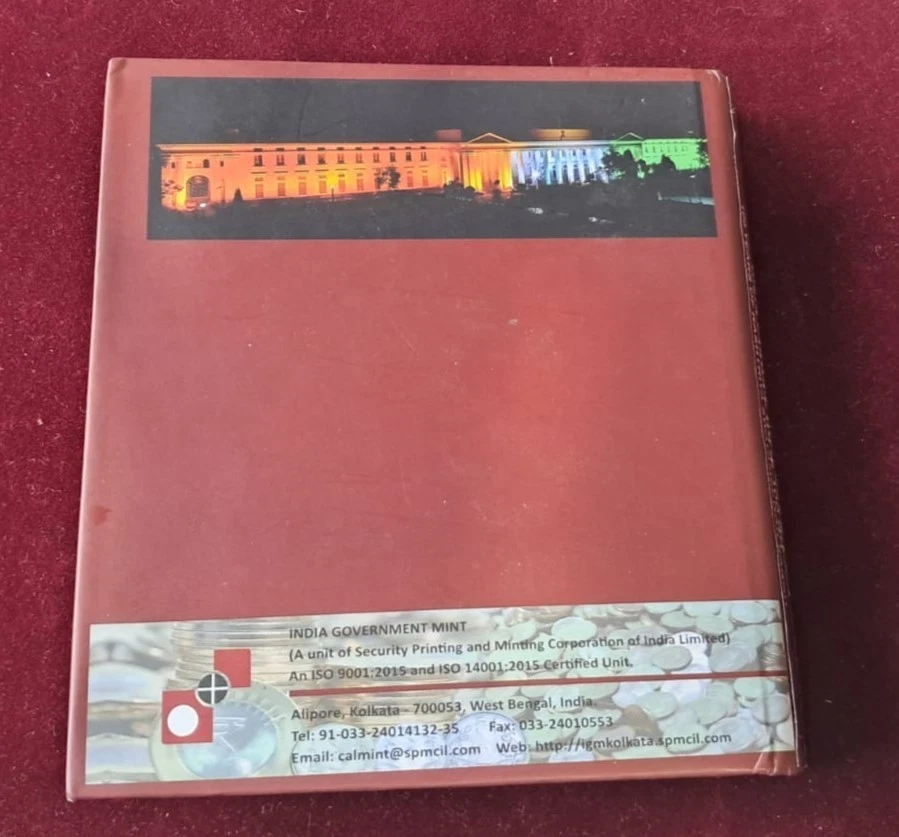 INDIA GOVERNMENT MINT
(A unit of Security Printing and Minting Corporation of India Limited)
An ISO 9001:2015 and ISO 14001:2015 Certified Unit.
Alipore, Kolkata - 700053, West Bengal, India.
Tel: 91-033-24014132-35 Fax: 033-24010553
Email: calmint@spmcil.com Web: http://igmkolkata.spmcil.com